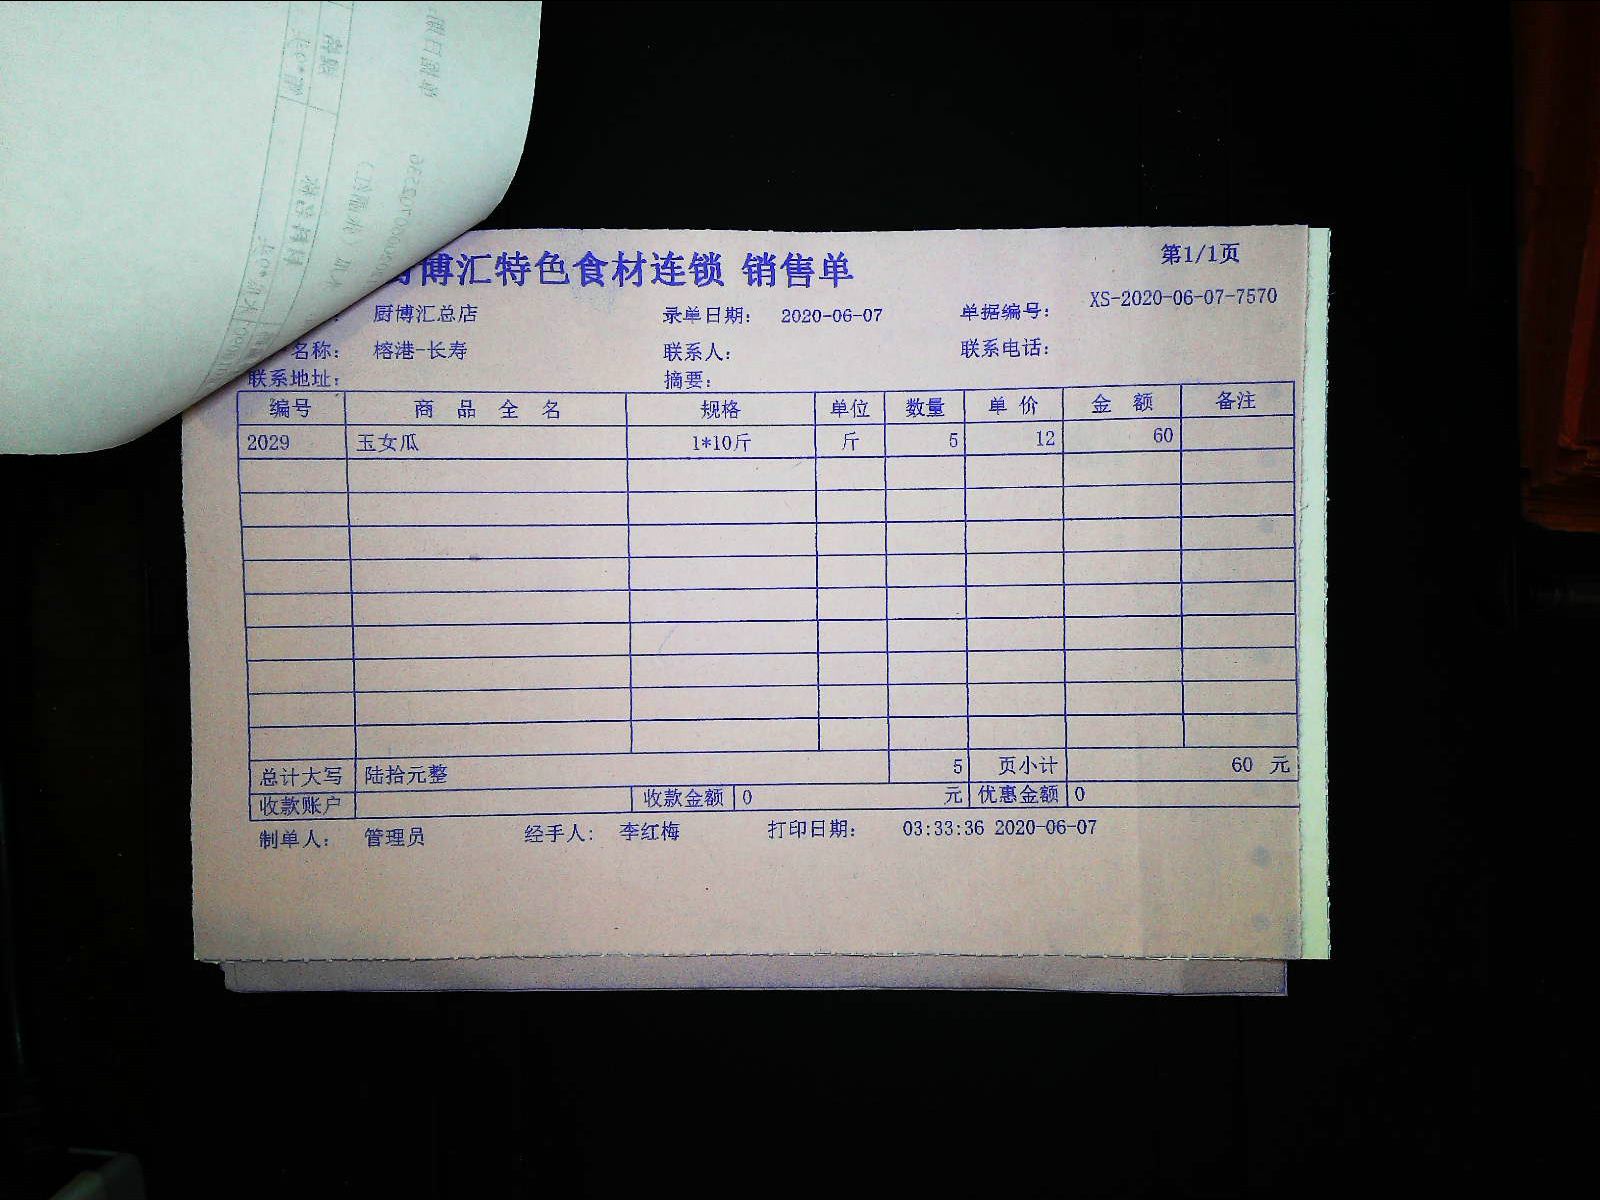 博汇特色食材连锁 销售单 第1/1页
厨博汇总店 录单日期： 2020-06-07 单据编号： XS-2020-06-07-7570
名称： 榕港-长寿 联系人： 联系电话：
联系地址： 摘要：
编号 商品全名 规格 单位 数量 单价 金额 备注
2029 玉女瓜 1*10斤 斤 5 12 60
总计大写 陆拾元整 5 页小计 60 元
收款账户 收款金额 0 元 优惠金额 0
制单人： 管理员 经手人： 李红梅 打印日期： 03:33:36 2020-06-07